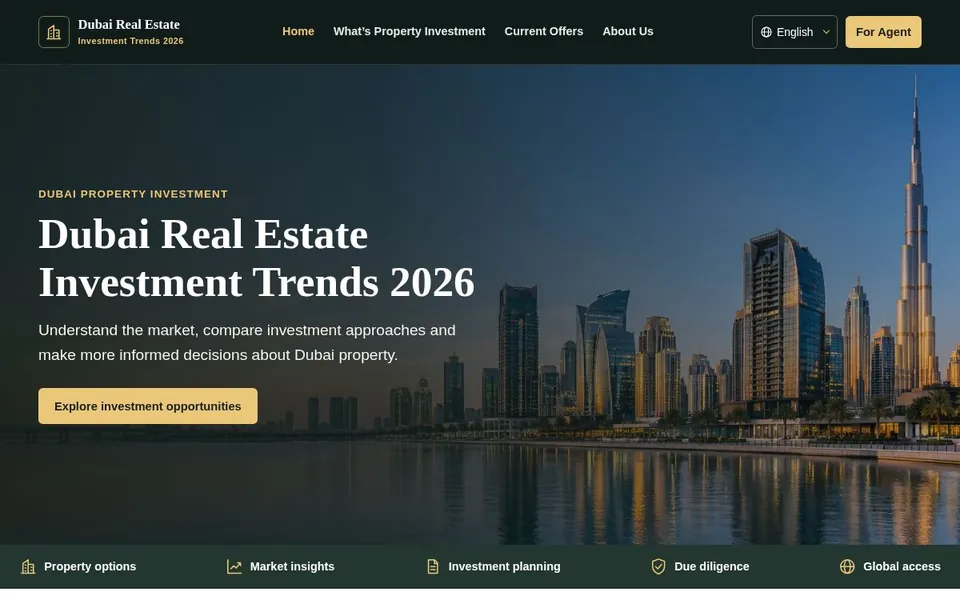 Dubai Real Estate
Investment Trends 2026
Home
What's Property Investment
Current Offers
About Us
English
For Agent
DUBAI PROPERTY INVESTMENT
Dubai Real Estate
Investment Trends 2026
Understand the market, compare investment approaches and
make more informed decisions about Dubai property.
Explore investment opportunities
Property options
Market insights
Investment planning
Due diligence
Global access